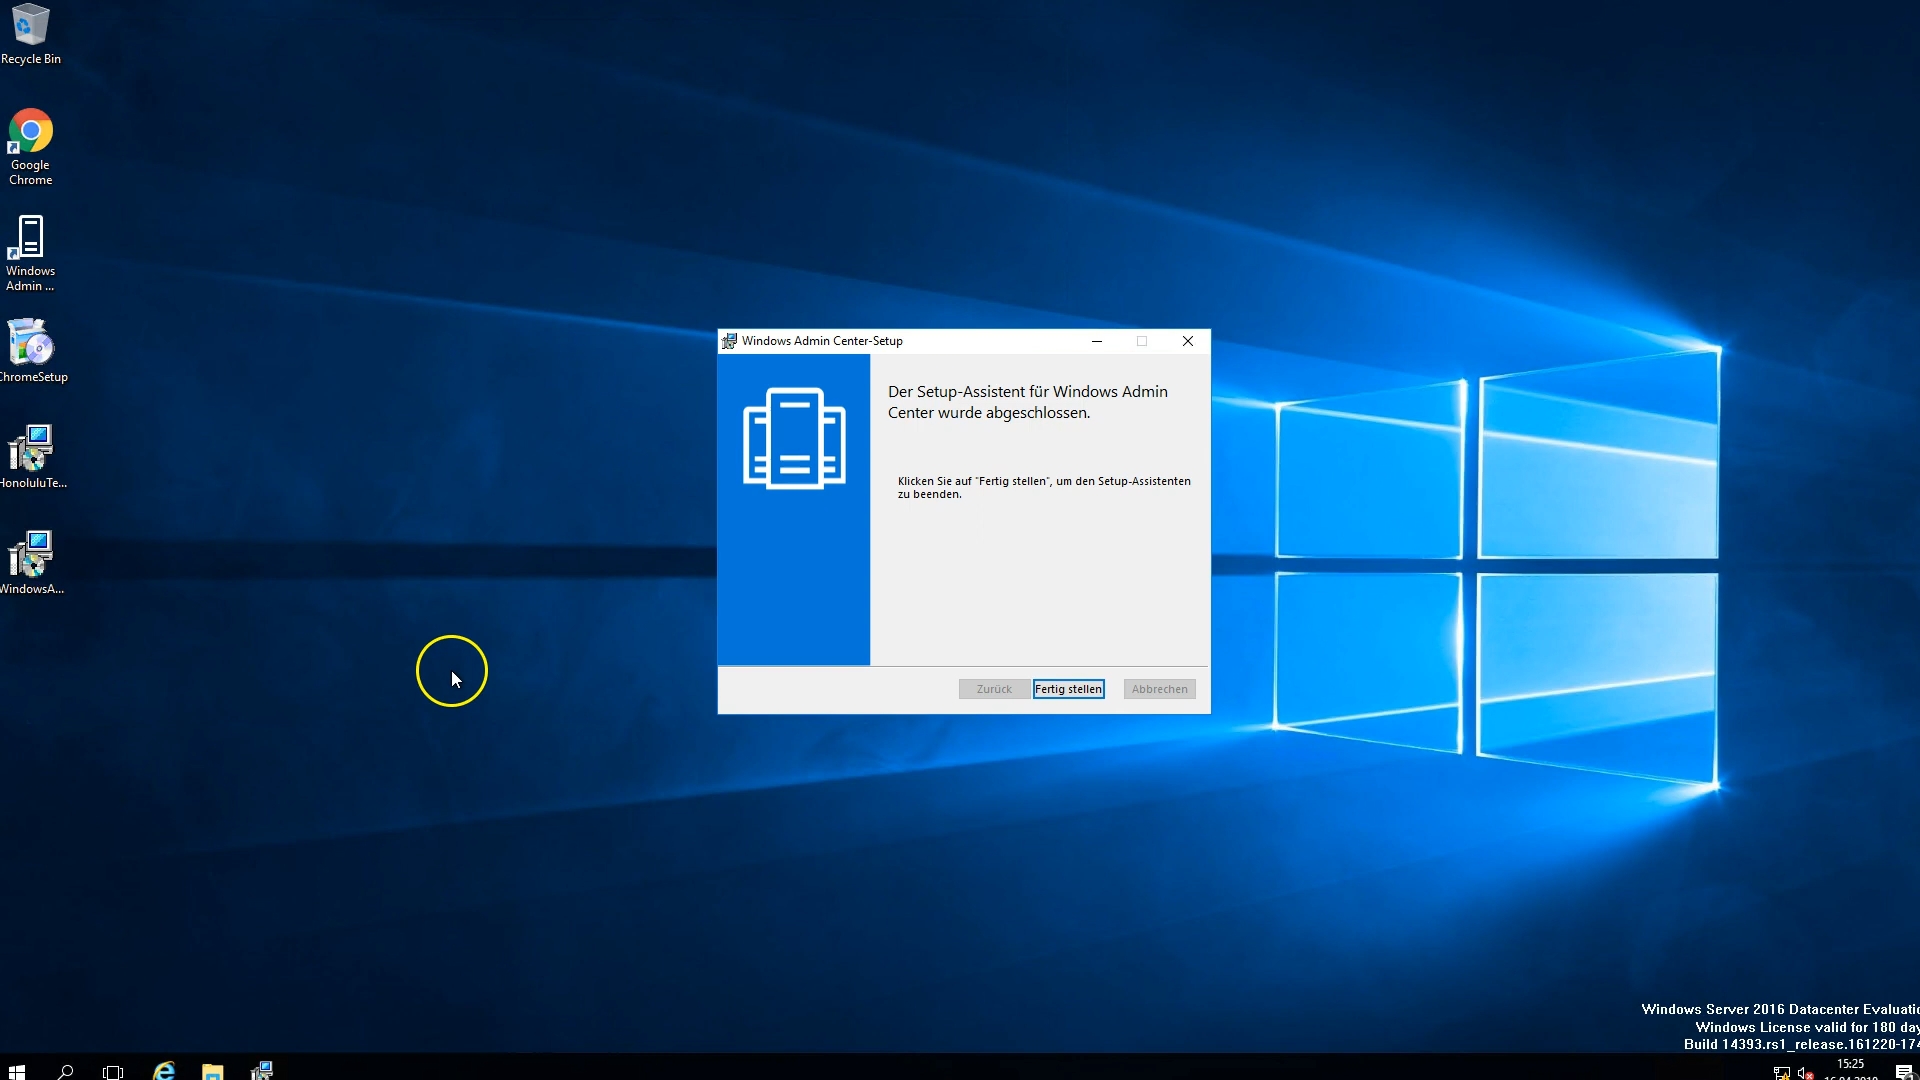 Recycle Bin
Google
Chrome
Windows
Admin ...
ChromeSetup
HonoluluTe...
WindowsA...
Windows Admin Center-Setup
Der Setup-Assistent für Windows Admin
Center wurde abgeschlossen.
Klicken Sie auf "Fertig stellen", um den Setup-Assistenten
zu beenden.
Zurück
Fertig stellen
Abbrechen
Windows Server 2016 Datacenter Evaluatio
Windows License valid for 180 day
Build 14393.rs1_release.161220-174
15:25